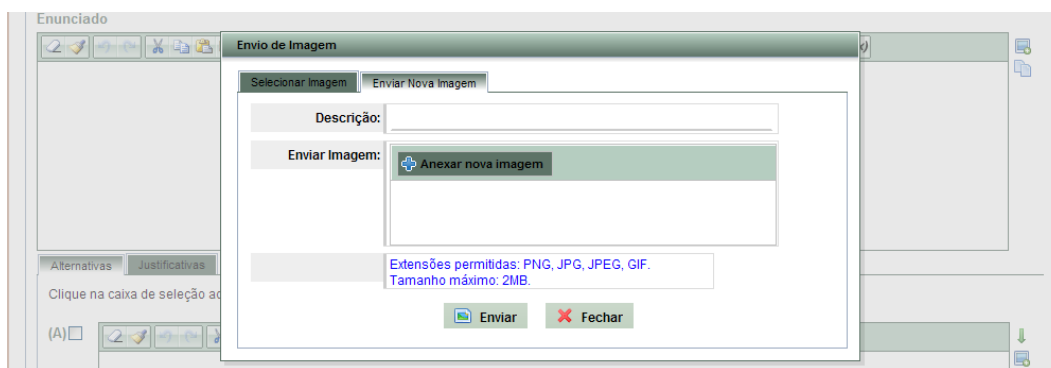 Enunciado
Envio de Imagem
Selecionar Imagem
Enviar Nova Imagem
Descrição:
Enviar Imagem:
Anexar nova imagem
Extensões permitidas: PNG, JPG, JPEG, GIF.
Tamanho máximo: 2MB.
Enviar
Fechar
Alternativas
Justificativas
Clique na caixa de seleção
(A)